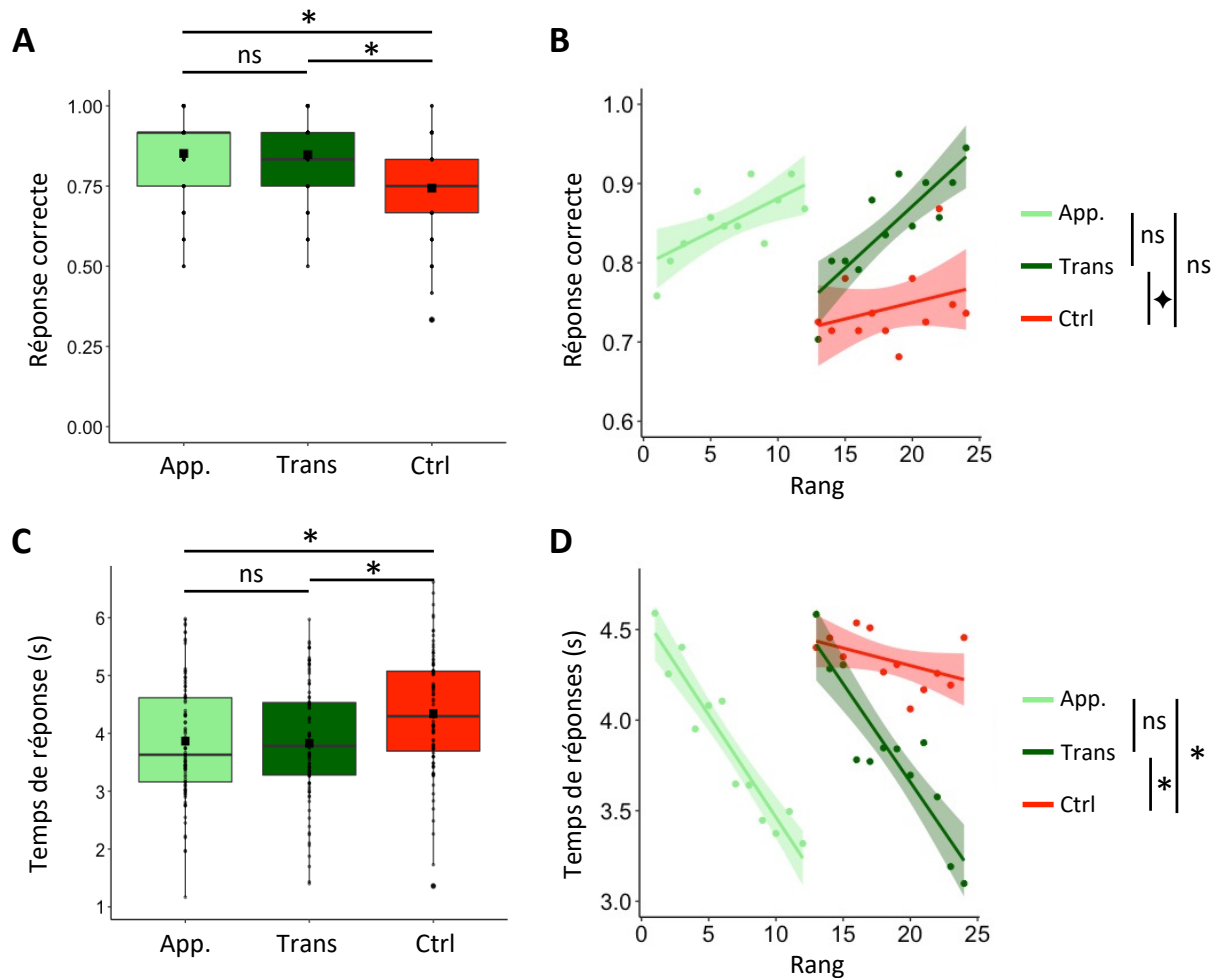 A
*
ns
*
Réponse correcte
1.00
0.75
0.50
0.25
0.00
App.
Trans
Ctrl
B
Réponse correcte
1.0
0.9
0.8
0.7
0.6
0
5
10
15
20
25
Rang
App.
Trans
Ctrl
ns
✦
ns
C
*
ns
*
Temps de réponse (s)
6
5
4
3
2
1
App.
Trans
Ctrl
D
Temps de réponses (s)
4.5
4.0
3.5
3.0
0
5
10
15
20
25
Rang
App.
Trans
Ctrl
ns
*
*